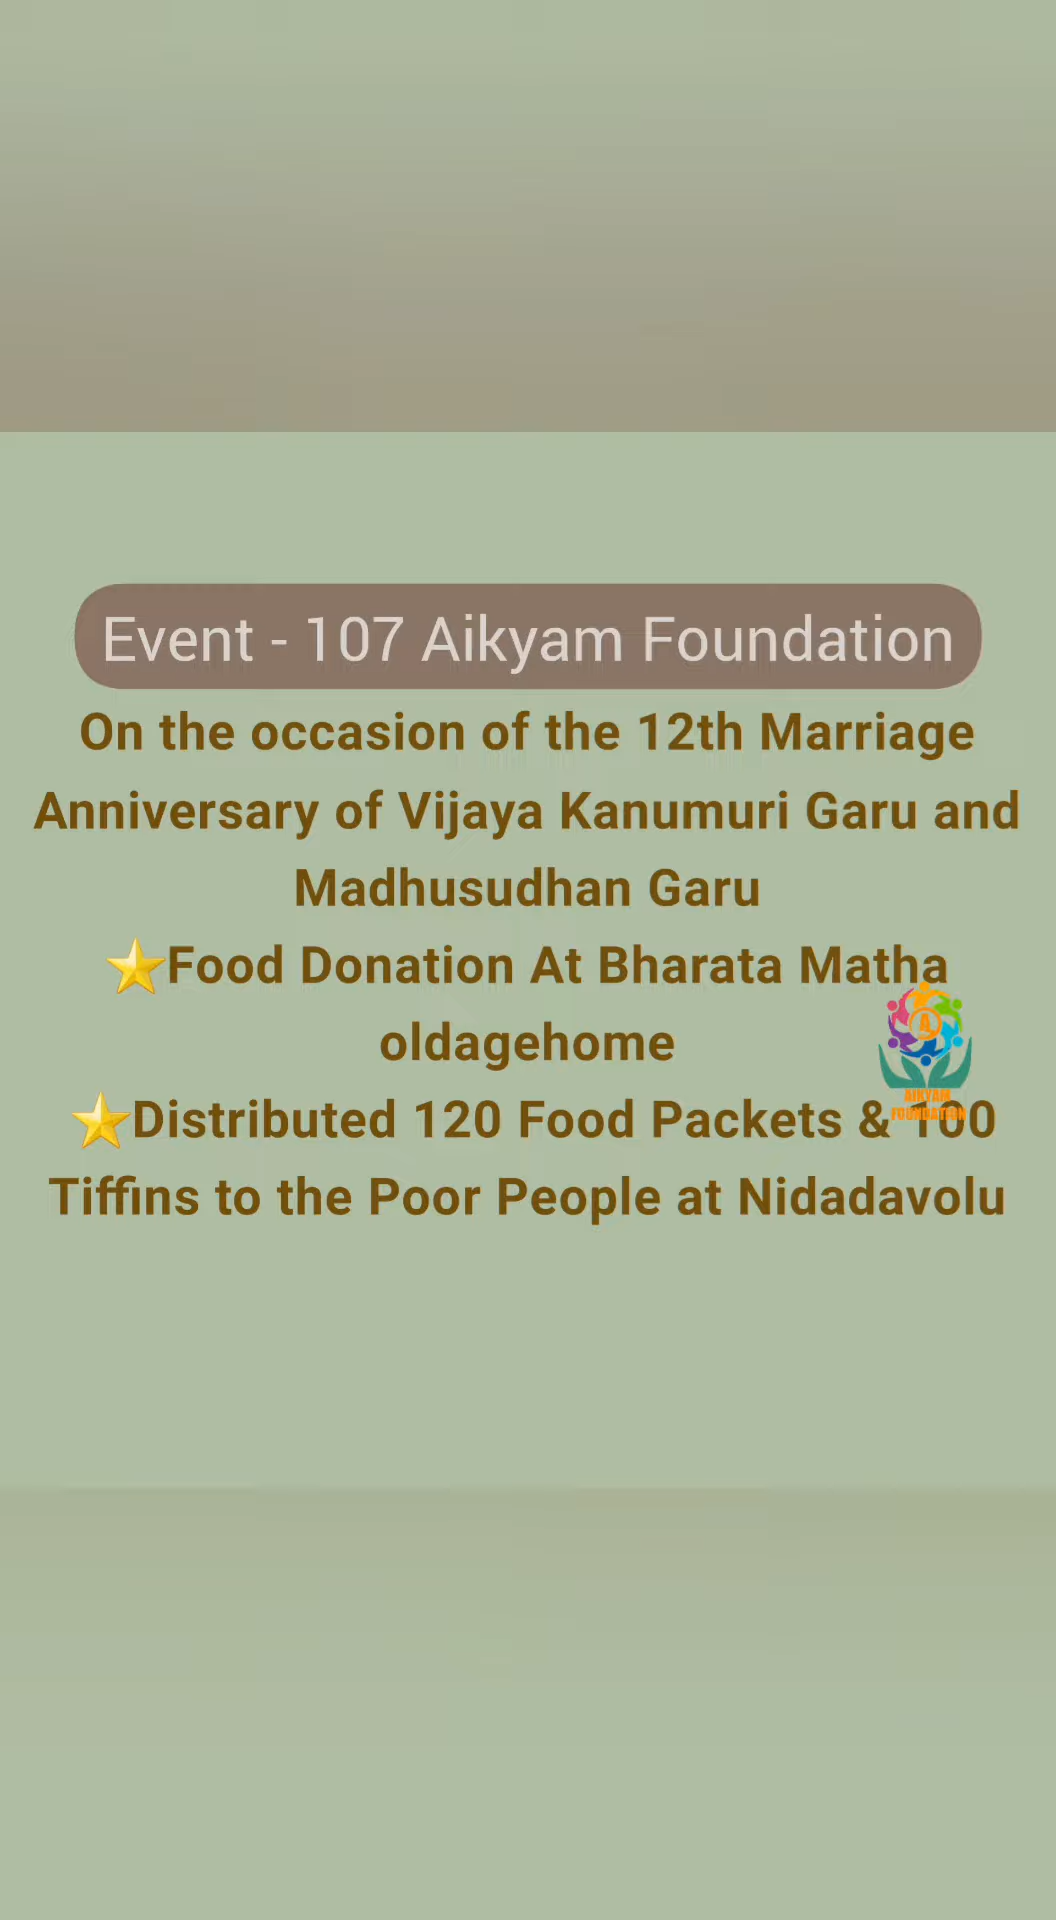 Event - 107 Aikyam Foundation
On the occasion of the 12th Marriage
Anniversary of Vijaya Kanumuri Garu and
Madhusudhan Garu
⭐Food Donation At Bharata Matha
oldagehome
⭐Distributed 120 Food Packets & 100
Tiffins to the Poor People at Nidadavolu
A
AIKYAM
FOUNDATION